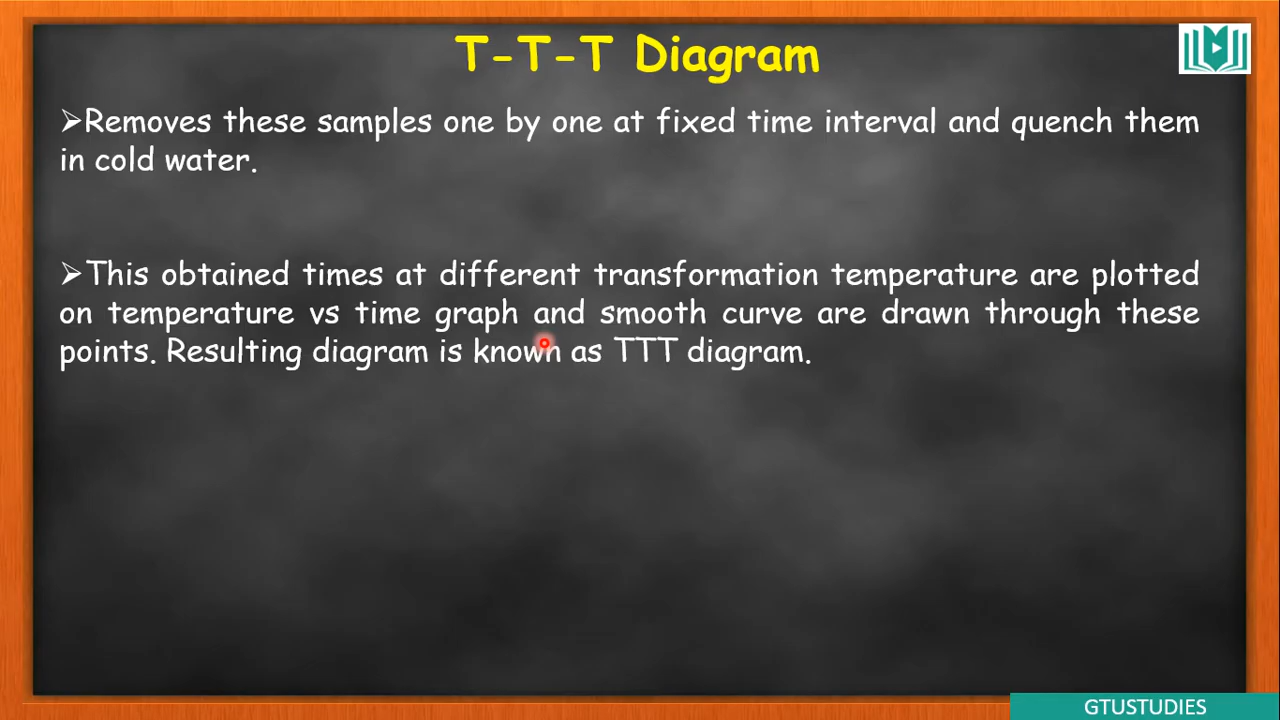 T-T-T Diagram
➢Removes these samples one by one at fixed time interval and quench them
in cold water.
➢This obtained times at different transformation temperature are plotted
on temperature vs time graph and smooth curve are drawn through these
points. Resulting diagram is known as TTT diagram.
GTUSTUDIES